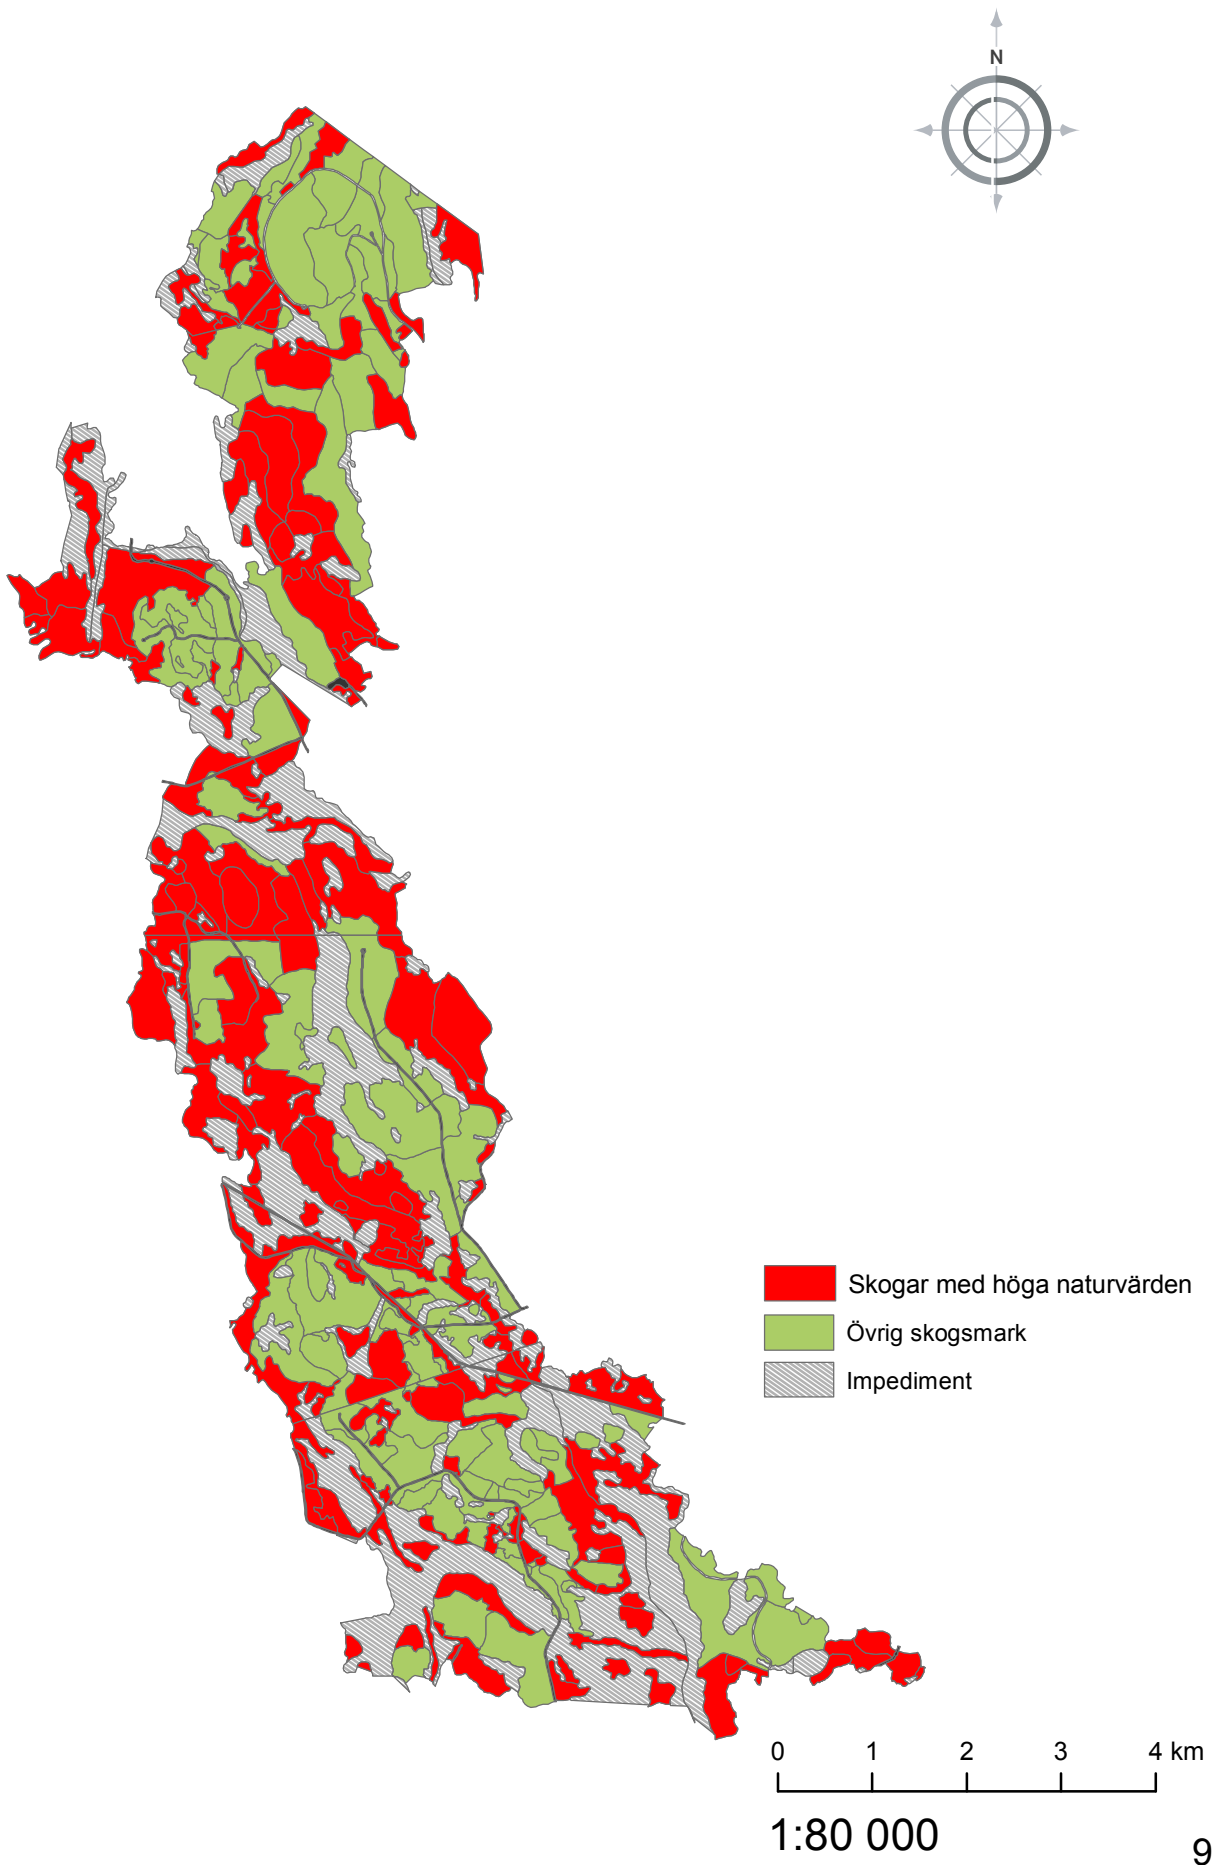 N
Skogar med höga naturvärden
Övrig skogsmark
Impediment
0 1 2 3 4 km
1:80 000
9